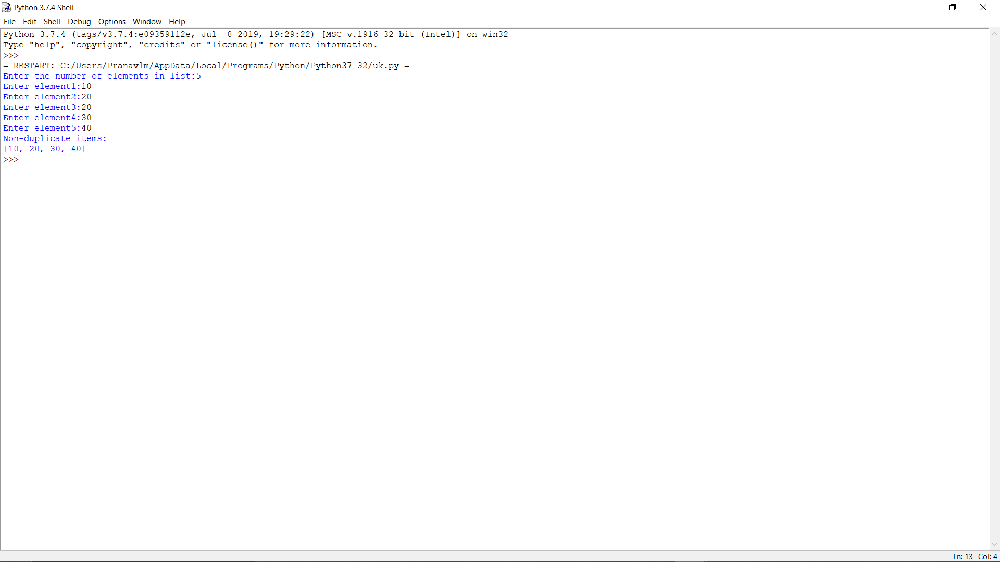 Python 3.7.4 Shell
File Edit Shell Debug Options Window Help
Python 3.7.4 (tags/v3.7.4:e09359112e, Jul  8 2019, 19:29:22) [MSC v.1916 32 bit (Intel)] on win32
Type "help", "copyright", "credits" or "license()" for more information.
>>>
= RESTART: C:/Users/Pranavlm/AppData/Local/Programs/Python/Python37-32/uk.py =
Enter the number of elements in list:5
Enter element1:10
Enter element2:20
Enter element3:20
Enter element4:30
Enter element5:40
Non-duplicate items:
[10, 20, 30, 40]
>>>
Ln: 13 Col: 4